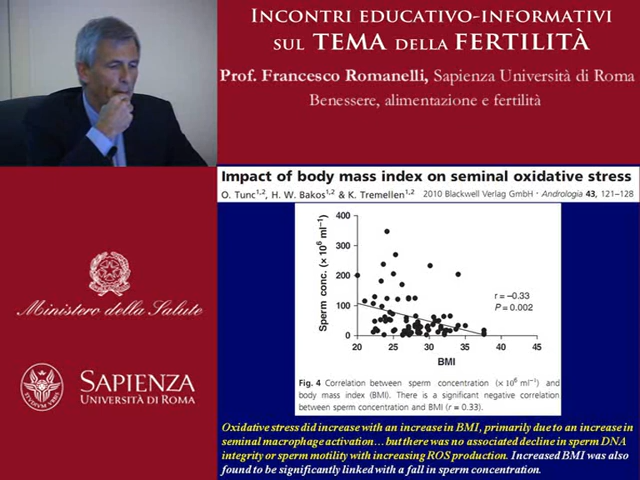 INCONTRI EDUCATIVO-INFORMATIVI
SUL TEMA DELLA FERTILITÀ
Prof. Francesco Romanelli, Sapienza Università di Roma
Benessere, alimentazione e fertilità
Impact of body mass index on seminal oxidative stress
O. Tunc1,2, H. W. Bakos1,2 & K. Tremellen1,2
2010 Blackwell Verlag GmbH · Andrologia 43, 121–128
Sperm conc. (× 10⁶ ml⁻¹)
400
300
200
100
0
r = –0.33
P = 0.002
20 25 30 35 40 45
BMI
Fig. 4 Correlation between sperm concentration (× 10⁶ ml⁻¹) and
body mass index (BMI). There is a significant negative correlation
between sperm concentration and BMI (r = 0.33).
Oxidative stress did increase with an increase in BMI, primarily due to an increase in
seminal macrophage activation… but there was no associated decline in sperm DNA
integrity or sperm motility with increasing ROS production. Increased BMI was also
found to be significantly linked with a fall in sperm concentration.
Ministero della Salute
SAPIENZA
UNIVERSITÀ DI ROMA